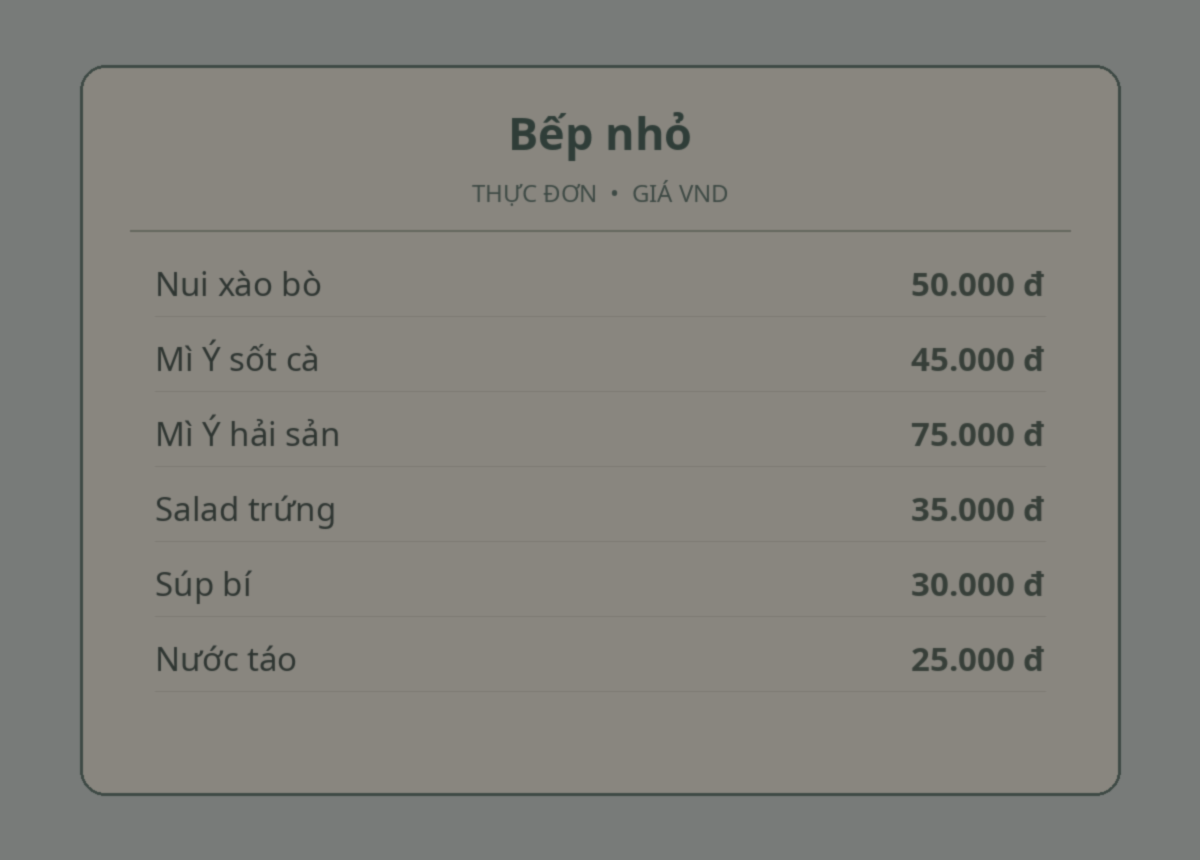 Bếp nhỏ
THỰC ĐƠN • GIÁ VND
Nui xào bò 50.000 đ
Mì Ý sốt cà 45.000 đ
Mì Ý hải sản 75.000 đ
Salad trứng 35.000 đ
Súp bí 30.000 đ
Nước táo 25.000 đ